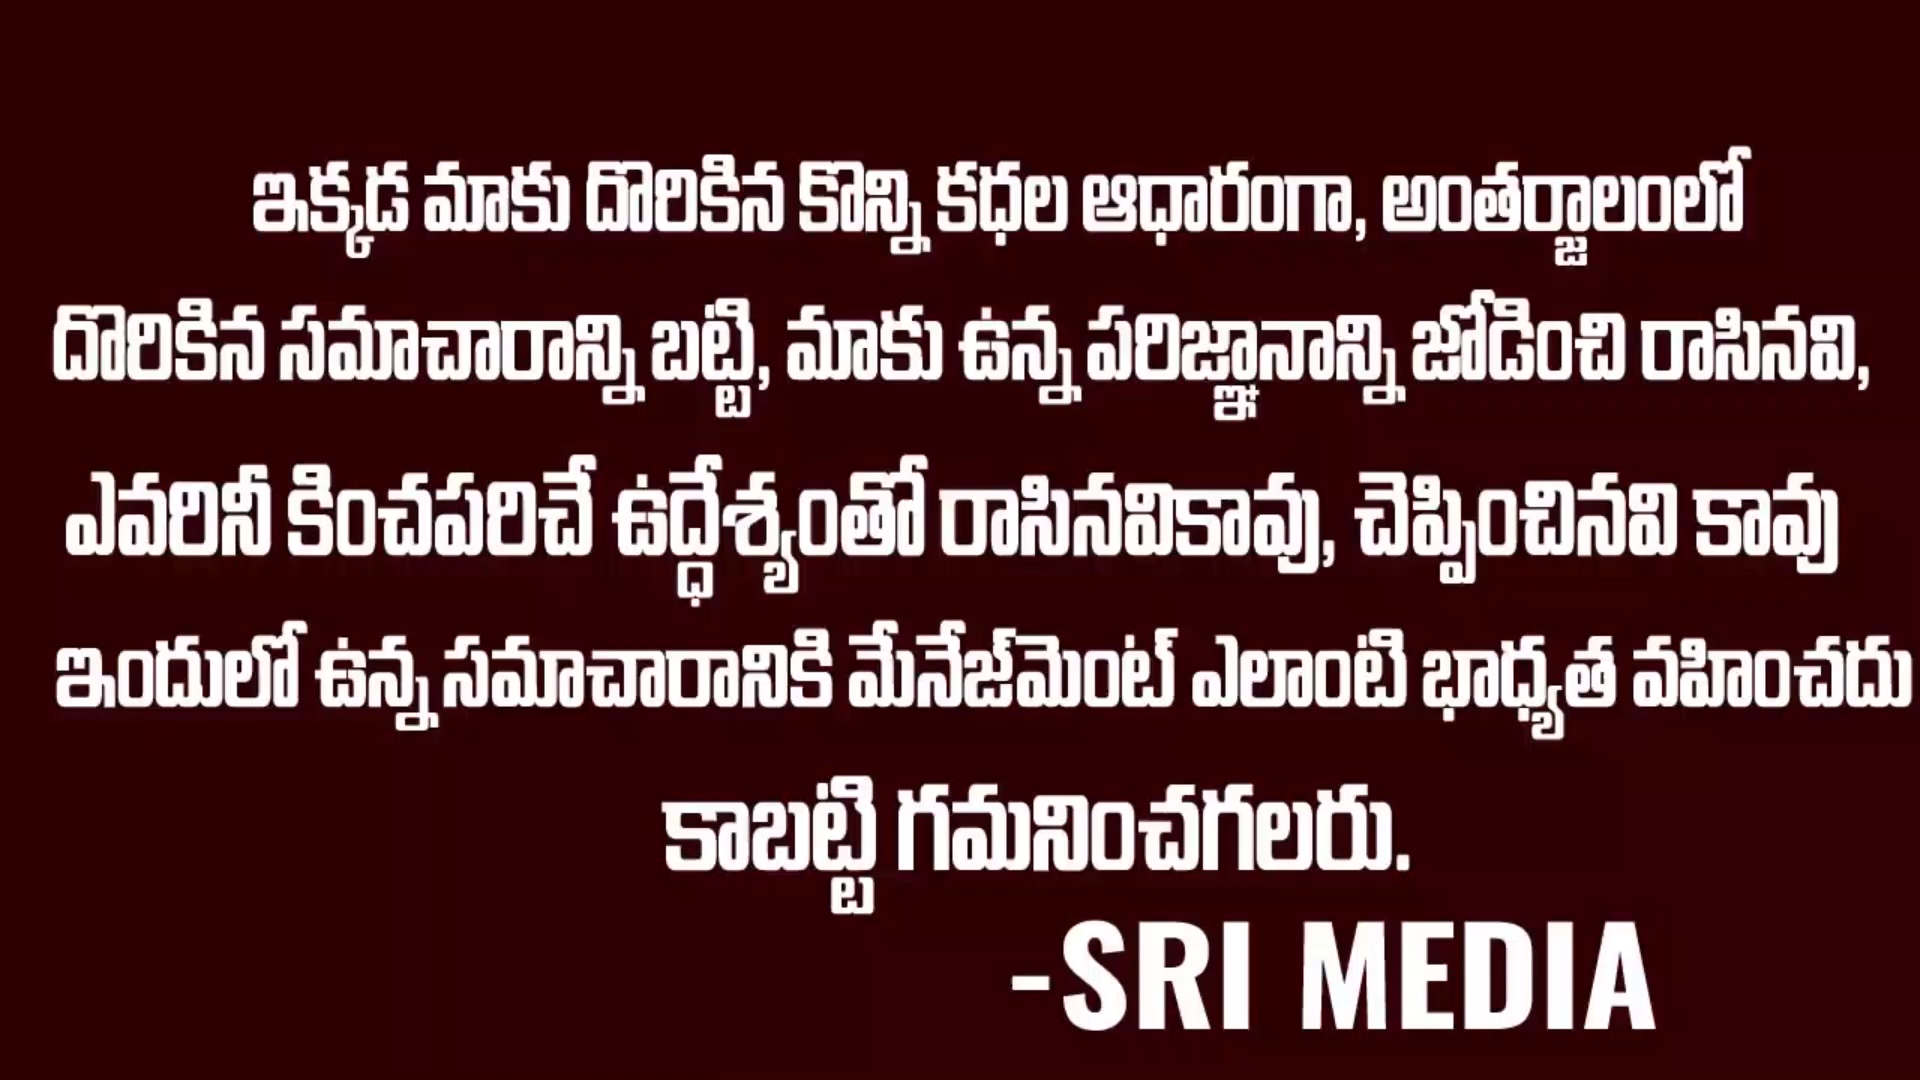 ఇక్కడ మాకు దొరికిన కొన్ని కధల ఆధారంగా, అంతర్జాలంలో
దొరికిన సమాచారాన్ని బట్టి, మాకు ఉన్న పరిజ్ఞానాన్ని జోడించి రాసినవి,
ఎవరినీ కించపరిచే ఉద్ధేశ్యంతో రాసినవికావు, చెప్పించినవి కావు
ఇందులో ఉన్న సమాచారానికి మేనేజ్‌మెంట్ ఎలాంటి భాధ్యత వహించదు
కాబట్టి గమనించగలరు.
-SRI MEDIA